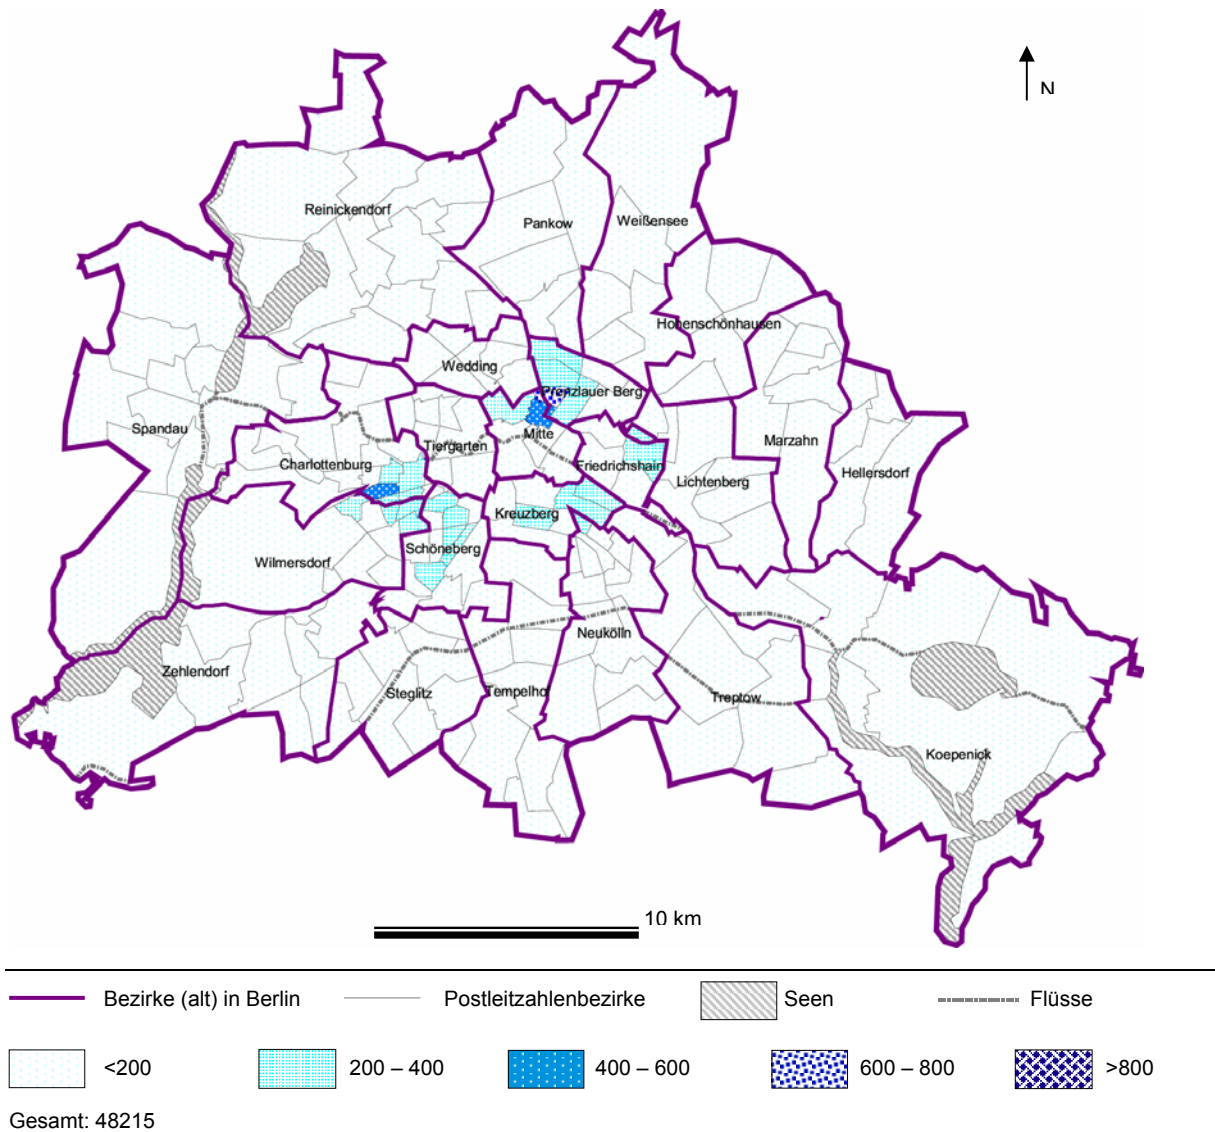 N
Reinickendorf
Pankow
Weißensee
Hohenschönhausen
Wedding
Prenzlauer Berg
Spandau
Tiergarten
Mitte
Marzahn
Charlottenburg
Friedrichshain
Lichtenberg
Hellersdorf
Kreuzberg
Wilmersdorf
Schöneberg
Neukölln
Zehlendorf
Steglitz
Tempelhof
Treptow
Koepenick
10 km
Bezirke (alt) in Berlin Postleitzahlenbezirke Seen Flüsse
<200 200 – 400 400 – 600 600 – 800 >800
Gesamt: 48215